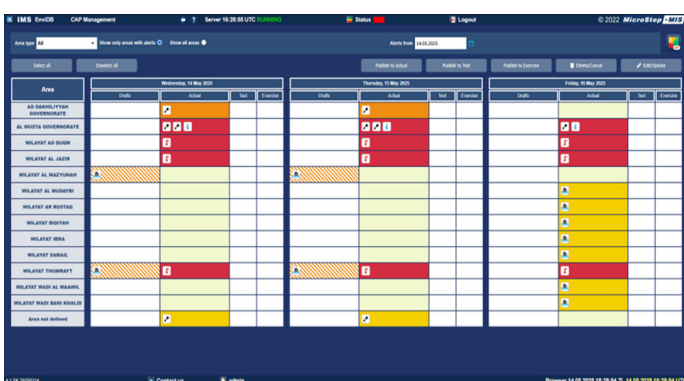 IMS EnviDB CAP Management ? Server 16:28:55 UTC RUNNING Status Logout © 2022 MicroStep-MIS
Area type All Show only areas with alerts Show all areas Alerts from 14.05.2025
Select all Deselect all Publish to Actual Publish to Test Publish to Exercise Delete/Cancel Edit/Update
Area Wednesday, 14 May 2025 Thursday, 15 May 2025 Friday, 16 May 2025
Drafts Actual Test Exercise Drafts Actual Test Exercise Drafts Actual Test Exercise
AD DAKHILIYYAH GOVERNORATE
AL WUSTA GOVERNORATE
WILAYAT AD DUQM
WILAYAT AL JAZIR
WILAYAT AL MAZYUNAH
WILAYAT AL MUDAYBI
WILAYAT AR RUSTAQ
WILAYAT BIDIYAH
WILAYAT IBRA
WILAYAT SAMAIL
WILAYAT THUMRAYT
WILAYAT WADI AL MAAWIL
WILAYAT WADI BANI KHALID
Area not defined
Contact us admin